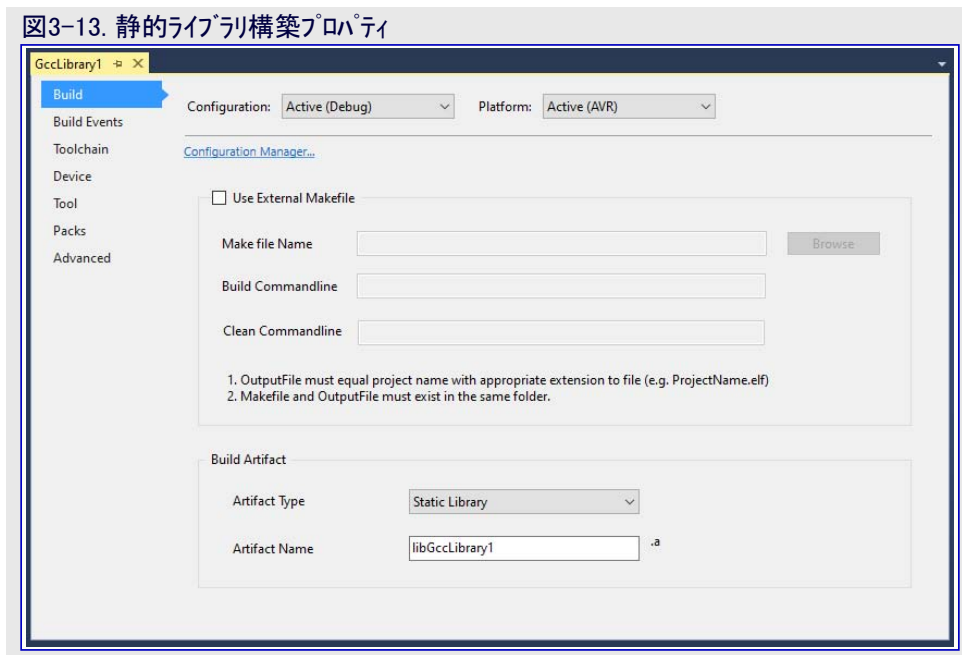 図3-13. 静的ライブラリ構築プロパティ
GccLibrary1
Build
Build Events
Toolchain
Device
Tool
Packs
Advanced
Configuration: Active (Debug) Platform: Active (AVR)
Configuration Manager...
Use External Makefile
Make file Name Browse
Build Commandline
Clean Commandline
1. OutputFile must equal project name with appropriate extension to file (e.g. ProjectName.elf)
2. Makefile and OutputFile must exist in the same folder.
Build Artifact
Artifact Type Static Library
Artifact Name libGccLibrary1 .a